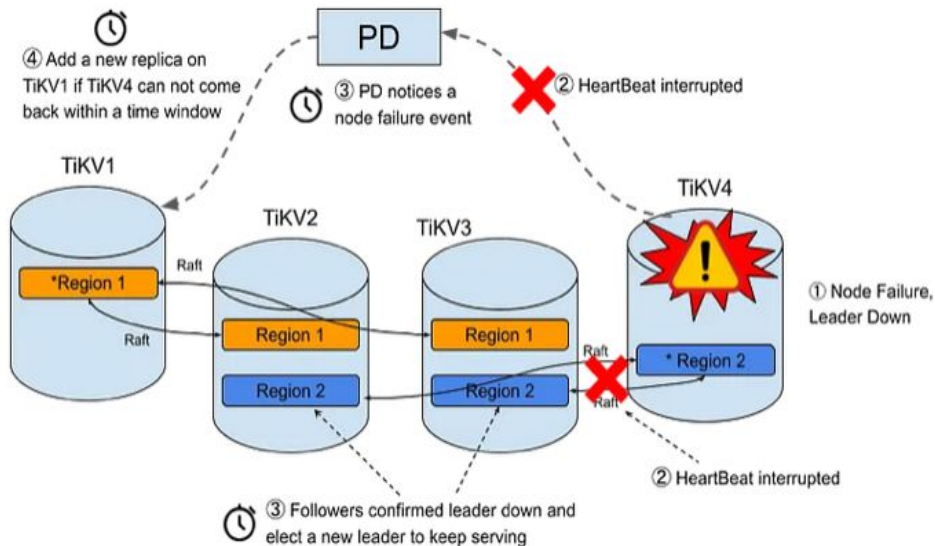 PD
④ Add a new replica on
TiKV1 if TiKV4 can not come
back within a time window
③ PD notices a
node failure event
② HeartBeat interrupted
TiKV1
TiKV2
TiKV3
TiKV4
*Region 1
Raft
Raft
Region 1
Region 2
Region 1
Region 2
Raft
Raft
* Region 2
① Node Failure,
Leader Down
② HeartBeat interrupted
③ Followers confirmed leader down and
elect a new leader to keep serving